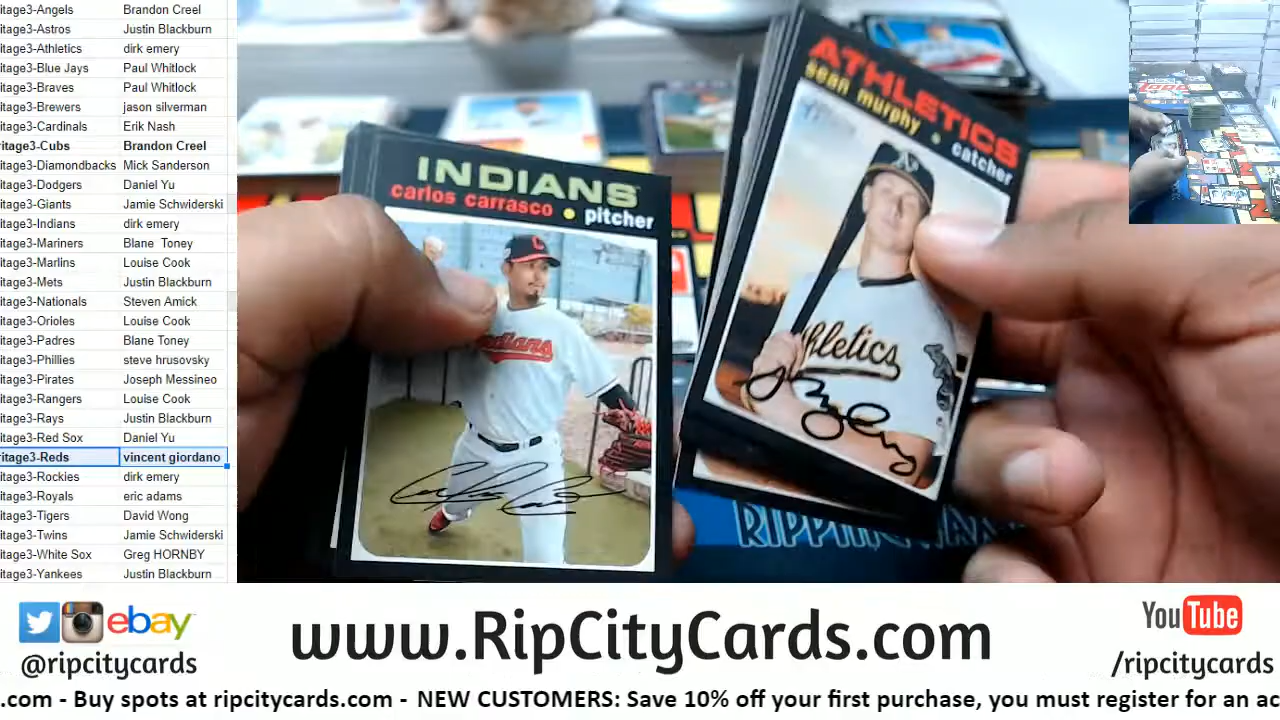 itage3-Angels Brandon Creel
itage3-Astros Justin Blackburn
itage3-Athletics dirk emery
itage3-Blue Jays Paul Whitlock
itage3-Braves Paul Whitlock
itage3-Brewers jason silverman
itage3-Cardinals Erik Nash
ritage3-Cubs Brandon Creel
itage3-Diamondbacks Mick Sanderson
itage3-Dodgers Daniel Yu
itage3-Giants Jamie Schwiderski
itage3-Indians dirk emery
itage3-Mariners Blane Toney
itage3-Marlins Louise Cook
itage3-Mets Justin Blackburn
itage3-Nationals Steven Amick
itage3-Orioles Louise Cook
itage3-Padres Blane Toney
itage3-Phillies steve hrusovsky
itage3-Pirates Joseph Messineo
itage3-Rangers Louise Cook
itage3-Rays Justin Blackburn
itage3-Red Sox Daniel Yu
ritage3-Reds vincent giordano
itage3-Rockies dirk emery
itage3-Royals eric adams
itage3-Tigers David Wong
itage3-Twins Jamie Schwiderski
itage3-White Sox Greg HORNBY
itage3-Yankees Justin Blackburn
INDIANS
carlos carrasco • pitcher
Indians
ATHLETICS
sean murphy • catcher
Athletics
ebay
@ripcitycards
www.RipCityCards.com
YouTube
/ripcitycards
.com - Buy spots at ripcitycards.com - NEW CUSTOMERS: Save 10% off your first purchase, you must register for an ac